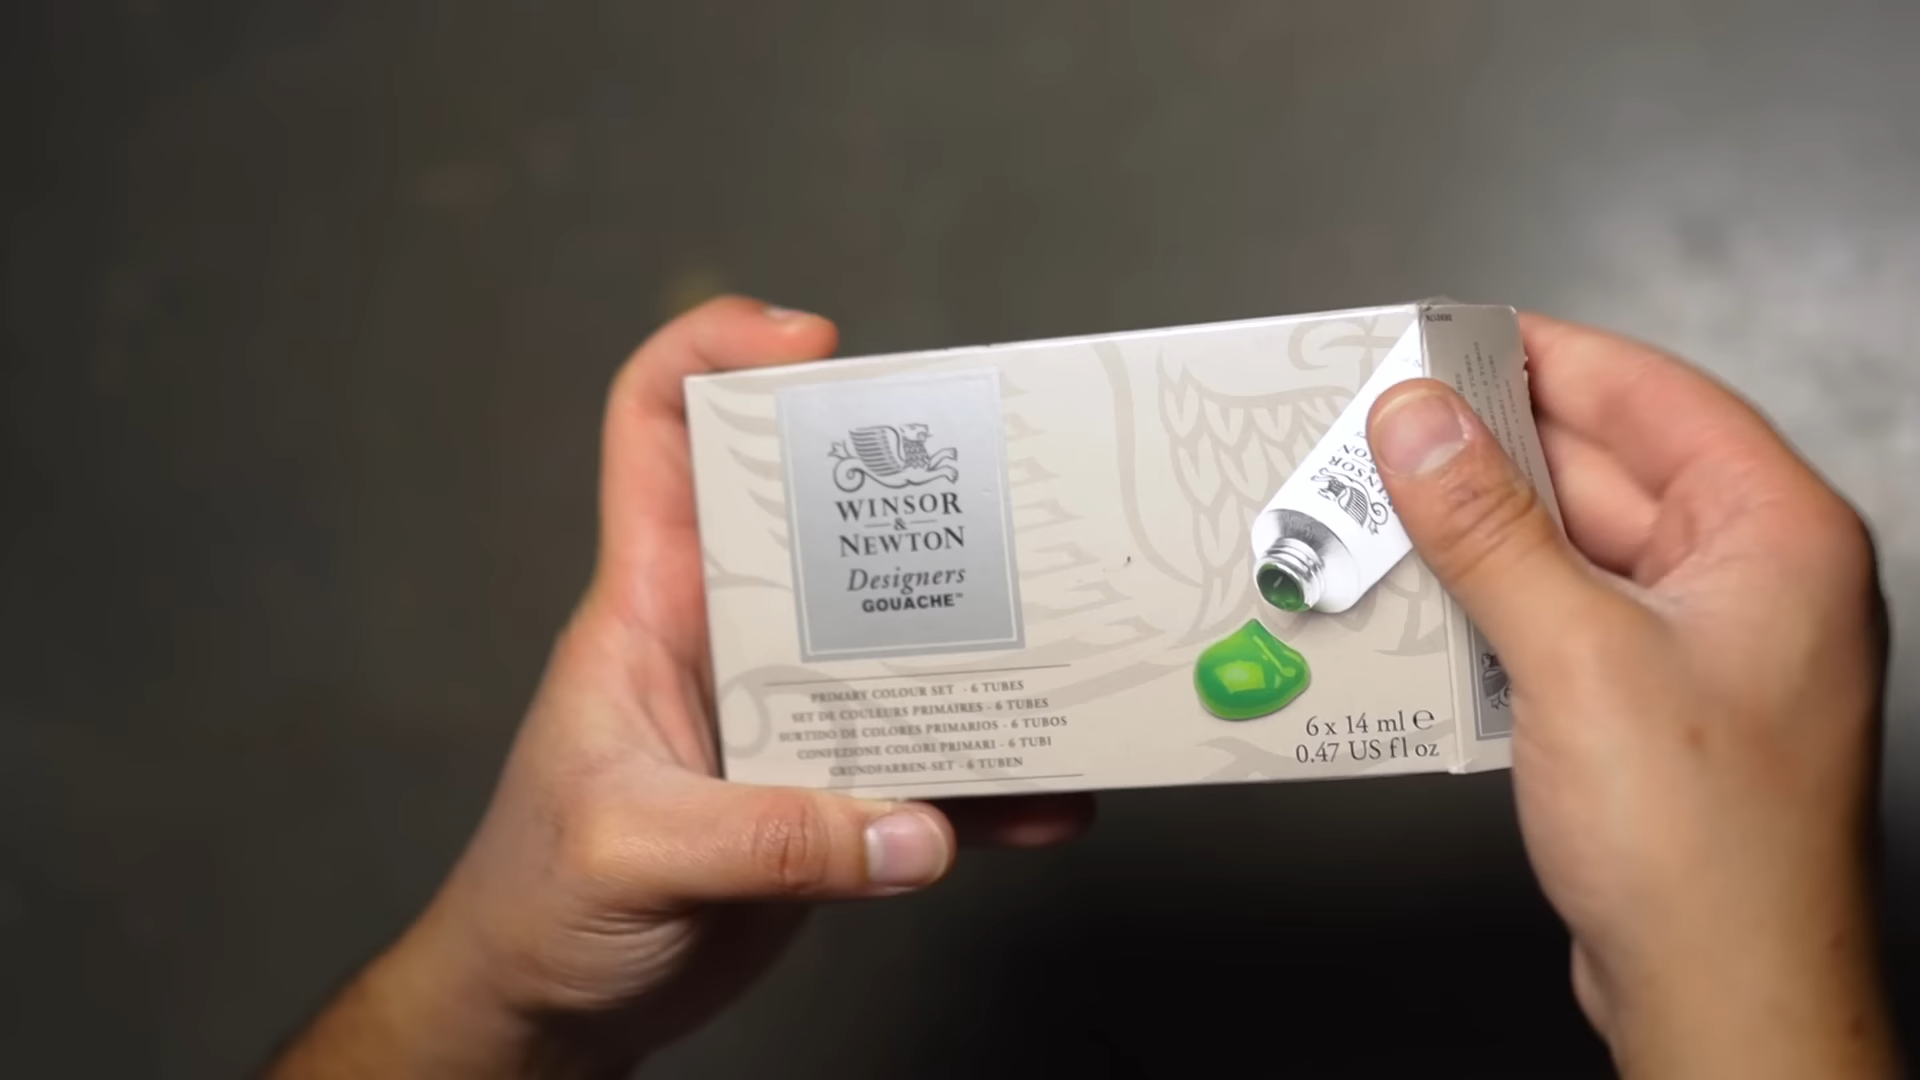 WINSOR
&
NEWTON
Designers
GOUACHE™
PRIMARY COLOUR SET - 6 TUBES
SET DE COULEURS PRIMAIRES - 6 TUBES
SURTIDO DE COLORES PRIMARIOS - 6 TUBOS
CONFEZIONE COLORI PRIMARI - 6 TUBI
GRUNDFARBEN-SET - 6 TUBEN
6 x 14 ml ℮
0.47 US fl oz